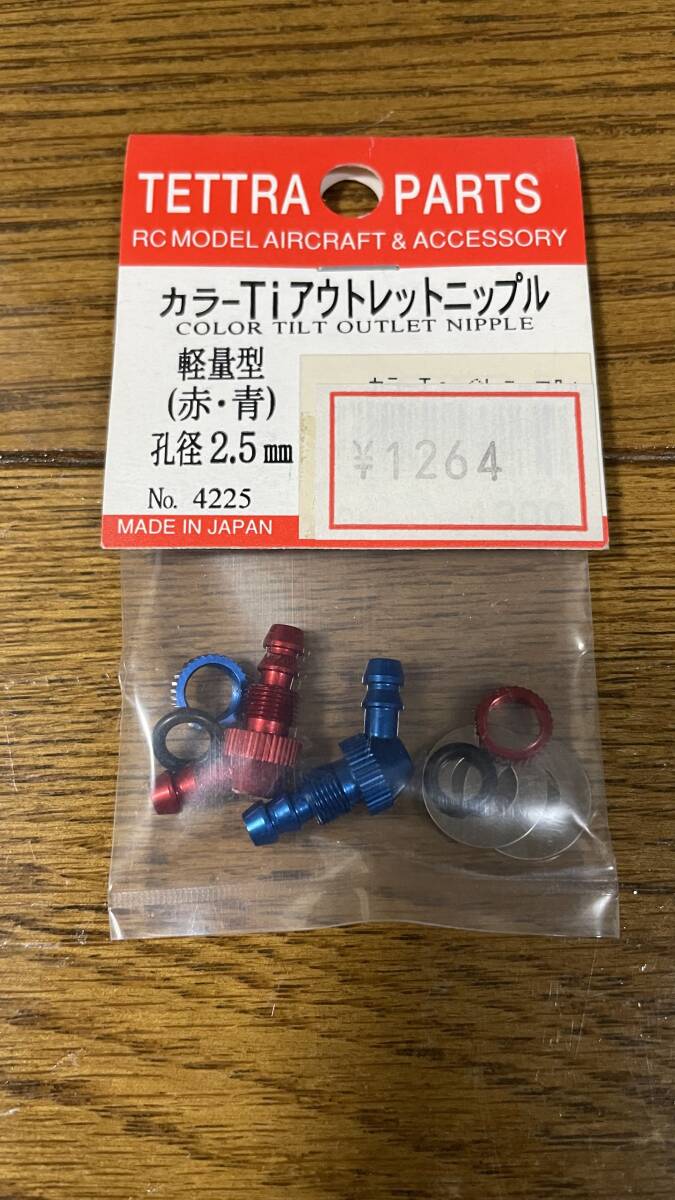 TETTRA PARTS
RC MODEL AIRCRAFT & ACCESSORY
カラーTiアウトレットニップル
COLOR TILT OUTLET NIPPLE
軽量型
(赤・青)
孔径2.5㎜
No. 4225
MADE IN JAPAN
¥1264